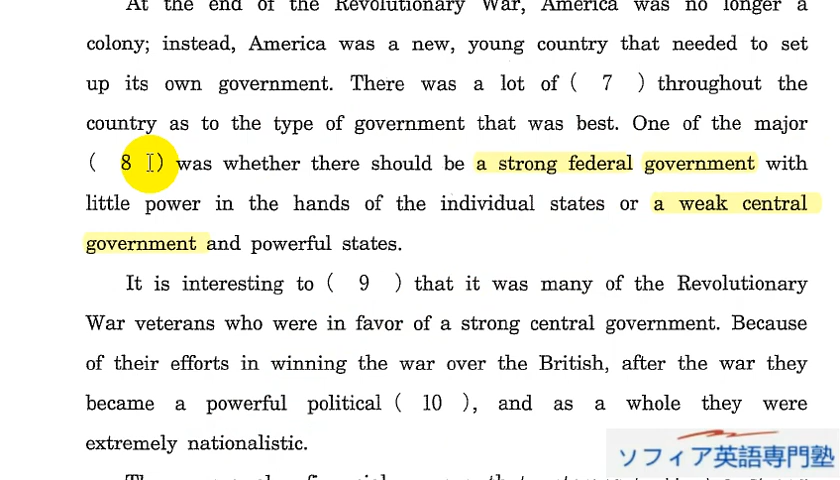 At the end of the Revolutionary War, America was no longer a
colony; instead, America was a new, young country that needed to set
up its own government. There was a lot of ( 7 ) throughout the
country as to the type of government that was best. One of the major
( 8 ) was whether there should be a strong federal government with
little power in the hands of the individual states or a weak central
government and powerful states.
It is interesting to ( 9 ) that it was many of the Revolutionary
War veterans who were in favor of a strong central government. Because
of their efforts in winning the war over the British, after the war they
became a powerful political ( 10 ), and as a whole they were
extremely nationalistic.
ソフィア英語専門塾